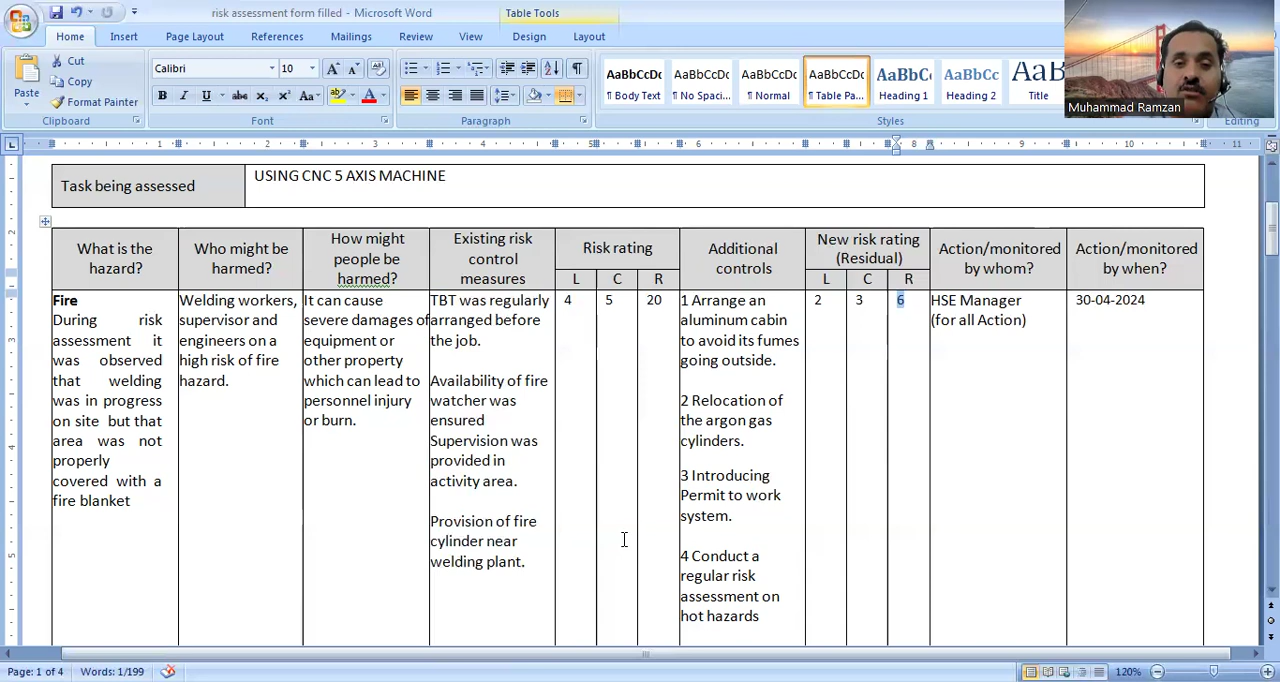 risk assessment form filled - Microsoft Word
Table Tools
Home
Insert
Page Layout
References
Mailings
Review
View
Design
Layout
Paste
Cut
Copy
Format Painter
Clipboard
Calibri
10
Font
Paragraph
AaBbCcDc
¶ Body Text
AaBbCcDc
¶ No Spaci...
AaBbCcDc
¶ Normal
AaBbCcDc
¶ Table Pa...
AaBbC
Heading 1
AaBbCc
Heading 2
AaB
Title
Styles
Editing
Muhammad Ramzan
Task being assessed
USING CNC 5 AXIS MACHINE
What is the
hazard?
Who might be
harmed?
How might
people be
harmed?
Existing risk
control
measures
Risk rating
L C R
Additional
controls
New risk rating
(Residual)
L C R
Action/monitored
by whom?
Action/monitored
by when?
Fire
During risk
assessment it
was observed
that welding
was in progress
on site but that
area was not
properly
covered with a
fire blanket
Welding workers,
supervisor and
engineers on a
high risk of fire
hazard.
It can cause
severe damages of
equipment or
other property
which can lead to
personnel injury
or burn.
TBT was regularly
arranged before
the job.
Availability of fire
watcher was
ensured
Supervision was
provided in
activity area.
Provision of fire
cylinder near
welding plant.
4 5 20
1 Arrange an
aluminum cabin
to avoid its fumes
going outside.
2 Relocation of
the argon gas
cylinders.
3 Introducing
Permit to work
system.
4 Conduct a
regular risk
assessment on
hot hazards
2 3 6
HSE Manager
(for all Action)
30-04-2024
Page: 1 of 4
Words: 1/199
120%